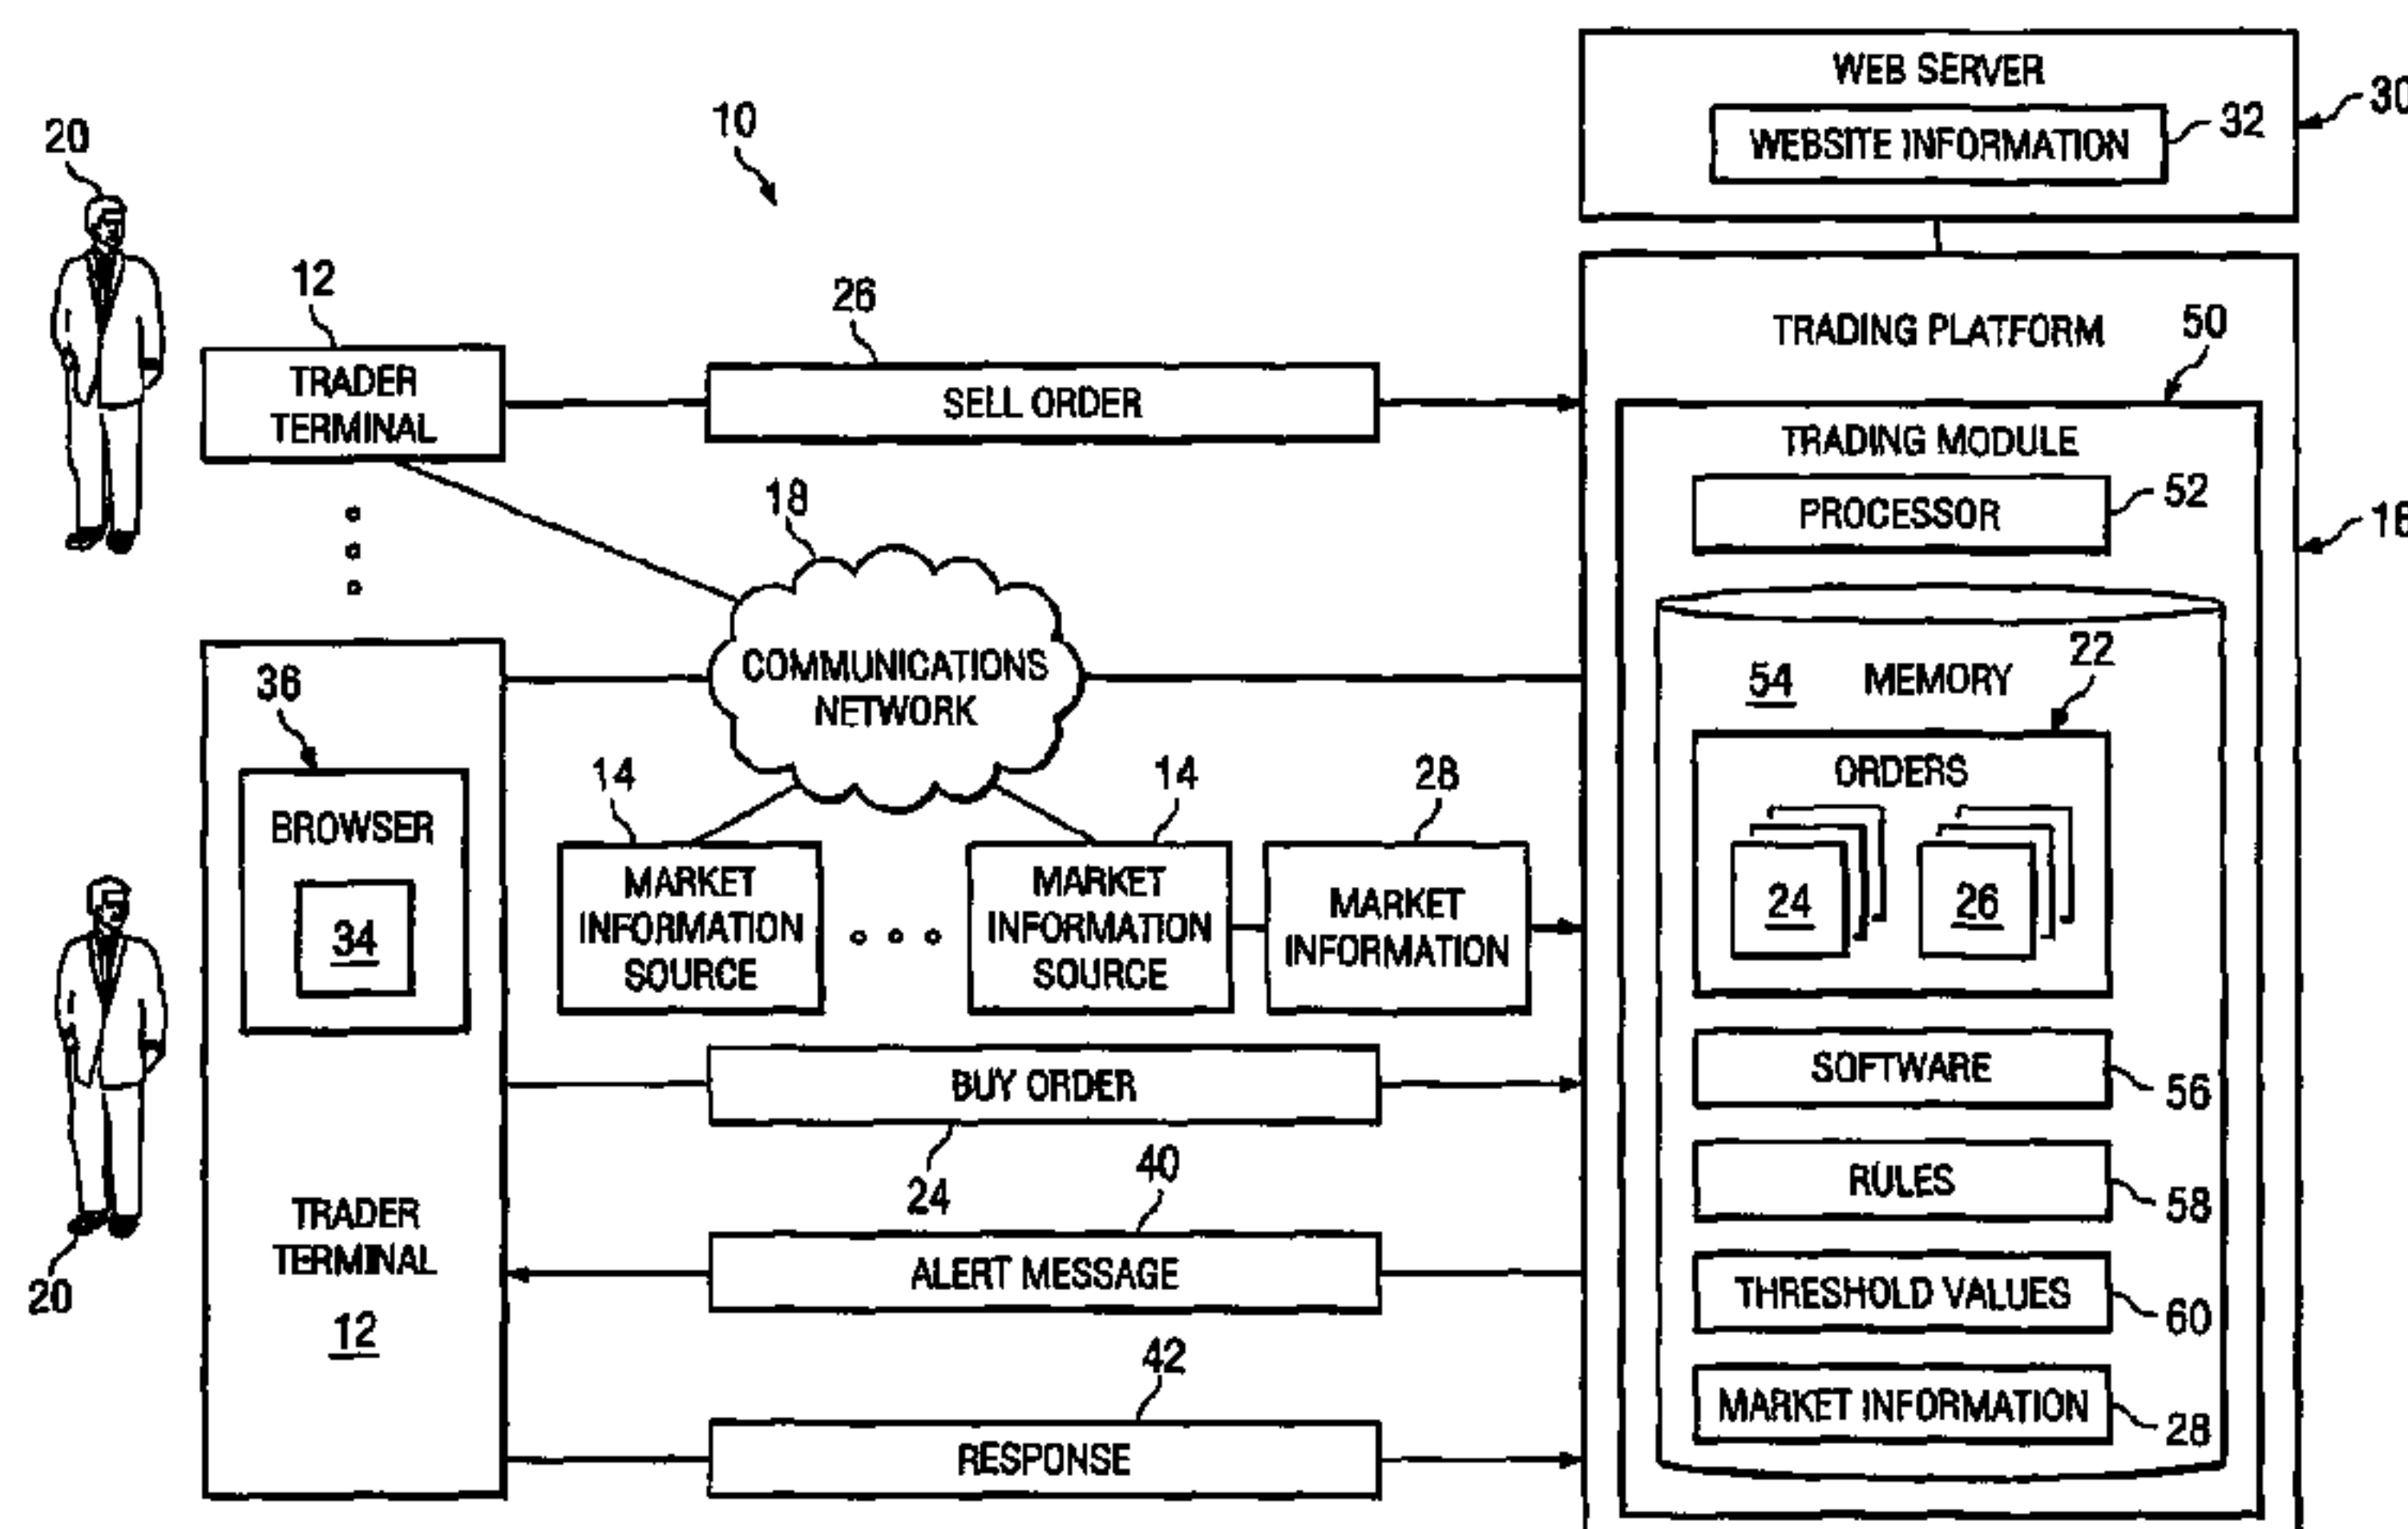 WEB SERVER
30
WEBSITE INFORMATION
32
10
20
12
TRADER
TERMINAL
26
SELL ORDER
TRADING PLATFORM
50
TRADING MODULE
PROCESSOR
52
18
COMMUNICATIONS
NETWORK
54
MEMORY
22
ORDERS
24
26
36
BROWSER
34
14
MARKET
INFORMATION
SOURCE
14
MARKET
INFORMATION
SOURCE
28
MARKET
INFORMATION
SOFTWARE
56
BUY ORDER
24
RULES
58
20
TRADER
TERMINAL
12
40
ALERT MESSAGE
THRESHOLD VALUES
60
42
RESPONSE
MARKET INFORMATION
28